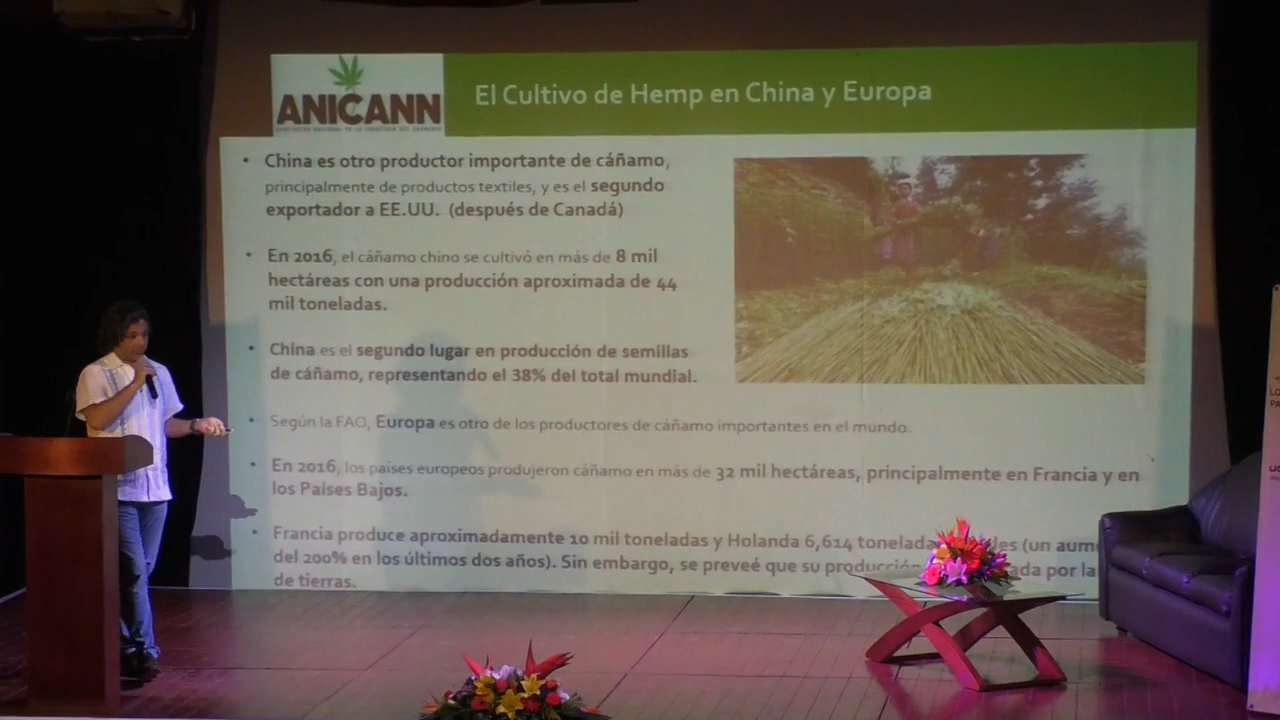 ANICANN
El Cultivo de Hemp en China y Europa
• China es otro productor importante de cáñamo,
principalmente de productos textiles, y es el segundo
exportador a EE.UU. (después de Canadá)
• En 2016, el cáñamo chino se cultivó en más de 8 mil
hectáreas con una producción aproximada de 44
mil toneladas.
• China es el segundo lugar en producción de semillas
de cáñamo, representando el 38% del total mundial.
• Según la FAO, Europa es otro de los productores de cáñamo importantes en el mundo.
• En 2016, los países europeos produjeron cáñamo en más de 32 mil hectáreas, principalmente en Francia y en
los Países Bajos.
• Francia produce aproximadamente 10 mil toneladas y Holanda 6,614 (un
del 200% en los últimos dos años). Sin embargo, se preveé que su por la
de tierras.